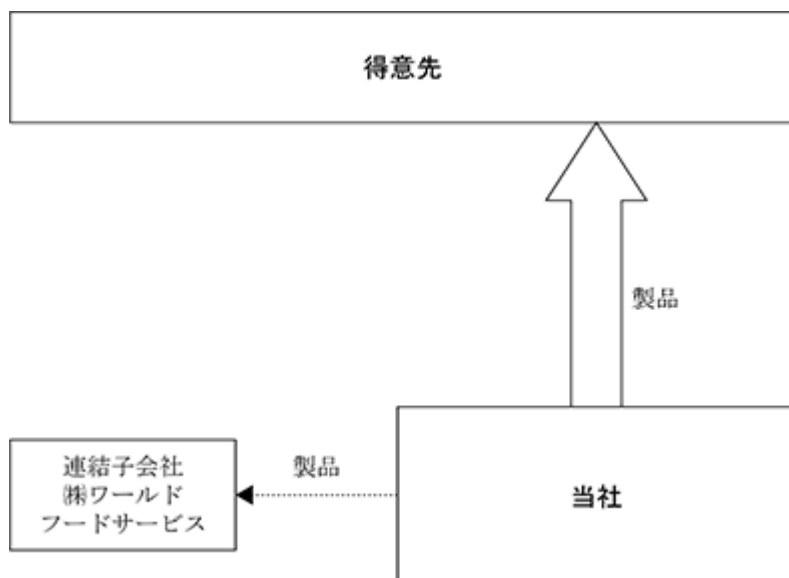 得意先
製品
連結子会社
㈱ワールド
フードサービス
製品
当社